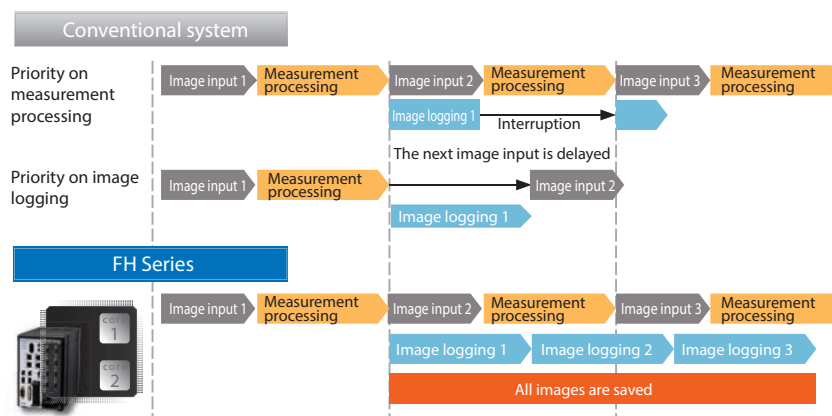 Conventional system
Priority on
measurement
processing
Image input 1
Measurement
processing
Image input 2
Measurement
processing
Image input 3
Measurement
processing
Image logging 1
Interruption
The next image input is delayed
Priority on image
logging
Image input 1
Measurement
processing
Image input 2
Image logging 1
FH Series
core
1
core
2
Image input 1
Measurement
processing
Image input 2
Measurement
processing
Image input 3
Measurement
processing
Image logging 1
Image logging 2
Image logging 3
All images are saved